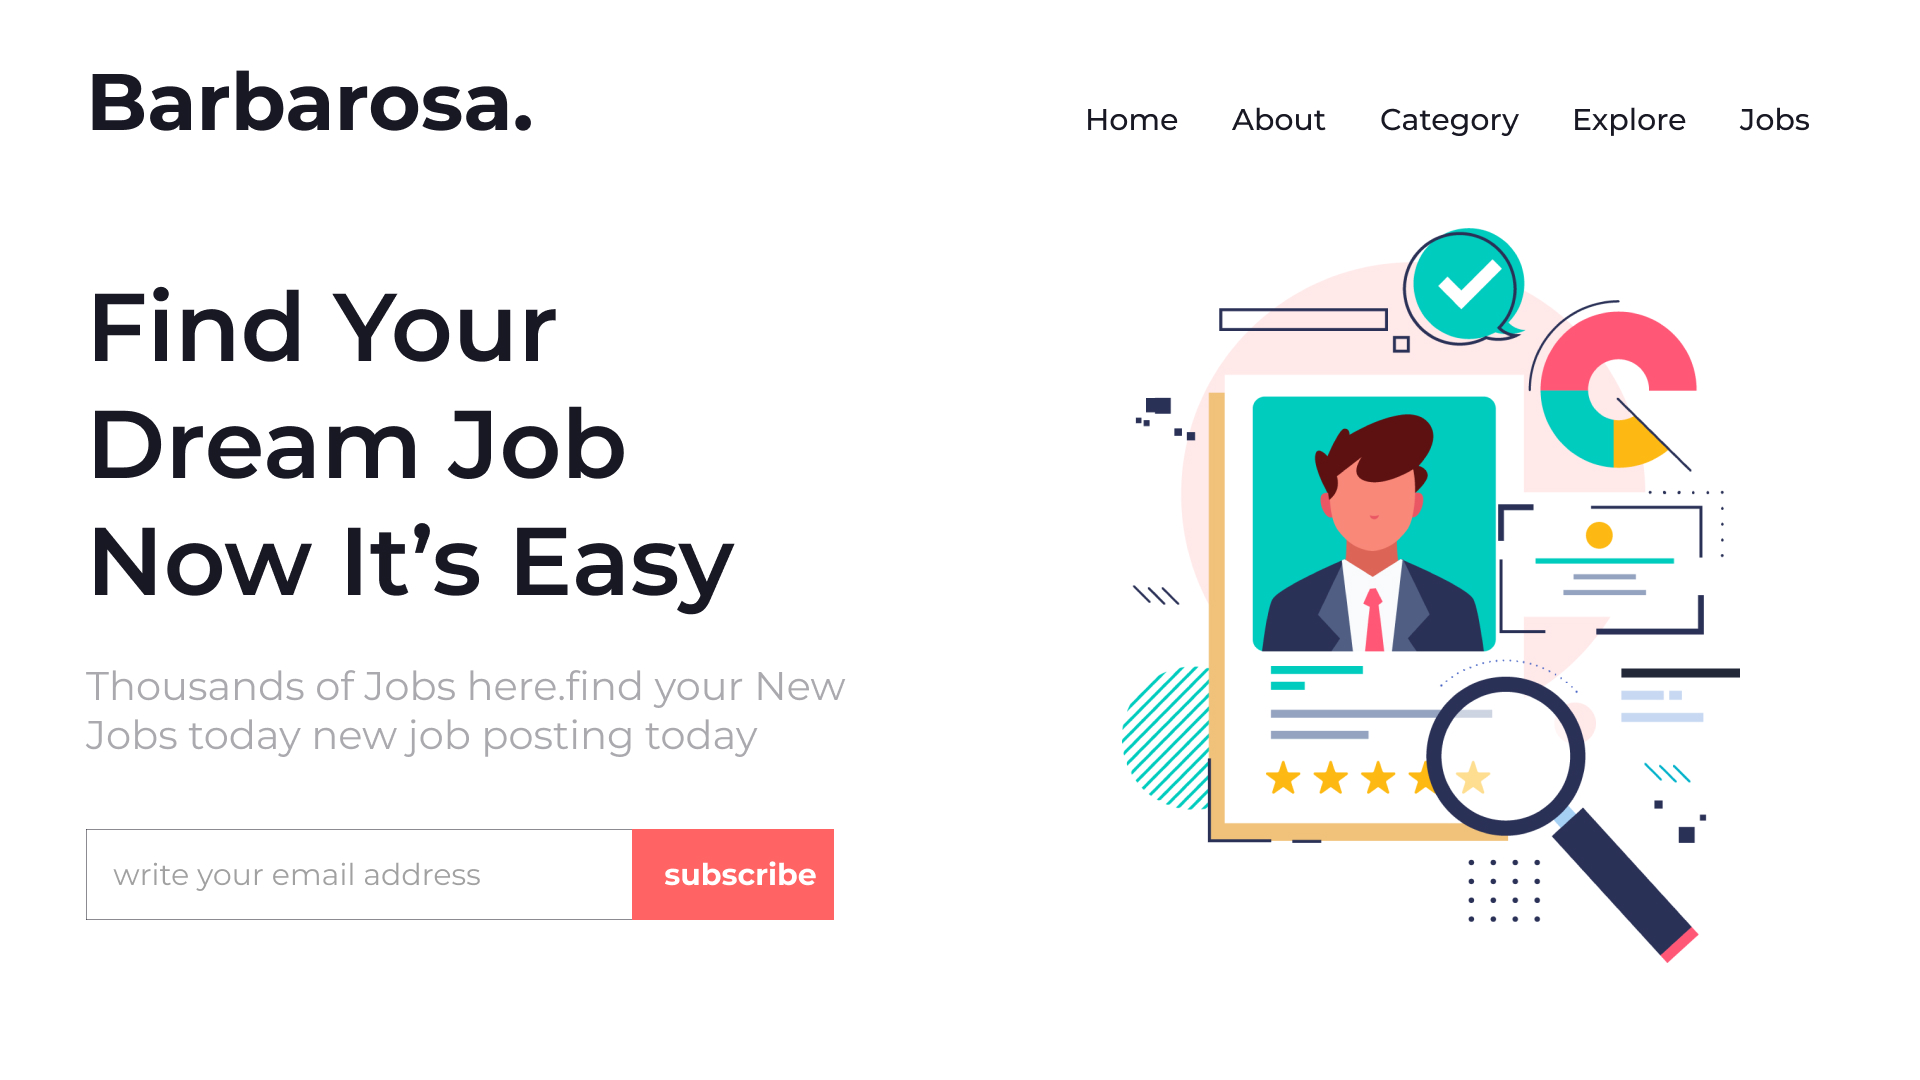 Barbarosa.
Home About Category Explore Jobs
Find Your
Dream Job
Now It’s Easy
Thousands of Jobs here.find your New
Jobs today new job posting today
write your email address
subscribe